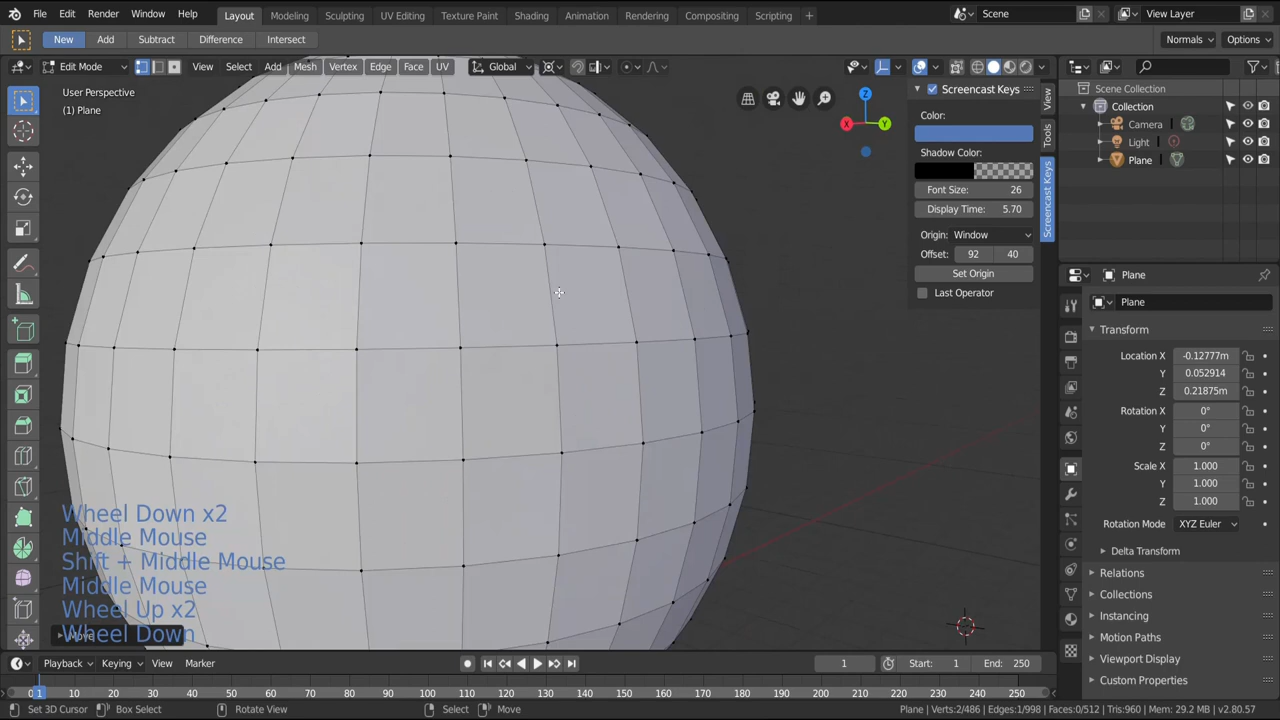 File Edit Render Window Help Layout Modeling Sculpting UV Editing Texture Paint Shading Animation Rendering Compositing Scripting + Scene View Layer
New Add Subtract Difference Intersect Normals Options
Edit Mode View Select Add Mesh Vertex Edge Face UV Global
User Perspective
(1) Plane
X Y Z
Screencast Keys
Color:
Shadow Color:
Font Size: 26
Display Time: 5.70
Origin: Window
Offset: 92 40
Set Origin
Last Operator
View
Tools
Screencast Keys
Scene Collection
Collection
Camera
Light
Plane
Plane
Plane
Transform
Location X -0.12777m
Y 0.052914
Z 0.21875m
Rotation X 0°
Y 0°
Z 0°
Scale X 1.000
Y 1.000
Z 1.000
Rotation Mode XYZ Euler
Delta Transform
Relations
Collections
Instancing
Motion Paths
Viewport Display
Custom Properties
Wheel Down x2
Middle Mouse
Shift + Middle Mouse
Middle Mouse
Wheel Up x2
Wheel Down
Move
Playback Keying View Marker 1 Start: 1 End: 250
0 1 10 20 30 40 50 60 70 80 90 100 110 120 130 140 150 160 170 180 190 200 210 220 230 240 250
Set 3D Cursor Box Select Rotate View Select Move Plane | Verts:2/486 | Edges:1/998 | Faces:0/512 | Tris:960 | Mem: 29.2 MB | v2.80.57